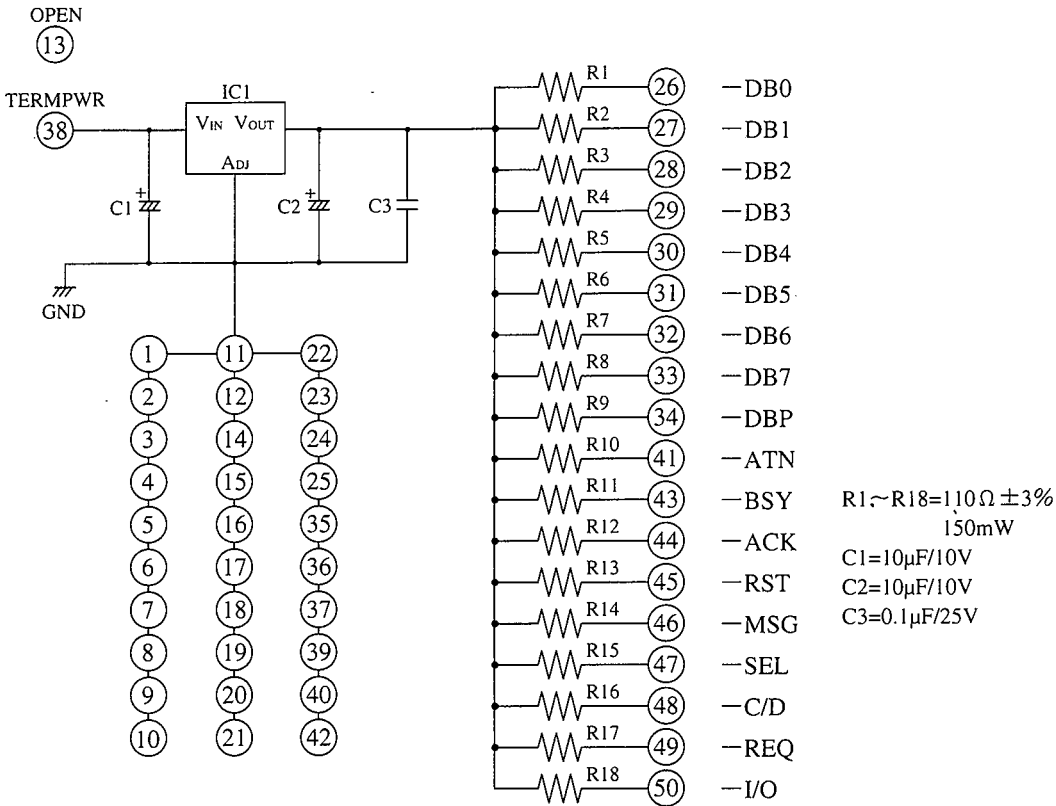 OPEN
13
TERMPWR
38
IC1
VIN VOUT
ADJ
C1 +
C2 +
C3
GND
1 11 22
2 12 23
3 14 24
4 15 25
5 16 35
6 17 36
7 18 37
8 19 39
9 20 40
10 21 42
R1 26 —DB0
R2 27 —DB1
R3 28 —DB2
R4 29 —DB3
R5 30 —DB4
R6 31 —DB5
R7 32 —DB6
R8 33 —DB7
R9 34 —DBP
R10 41 —ATN
R11 43 —BSY
R12 44 —ACK
R13 45 —RST
R14 46 —MSG
R15 47 —SEL
R16 48 —C/D
R17 49 —REQ
R18 50 —I/O
R1~R18=110Ω±3%
150mW
C1=10µF/10V
C2=10µF/10V
C3=0.1µF/25V